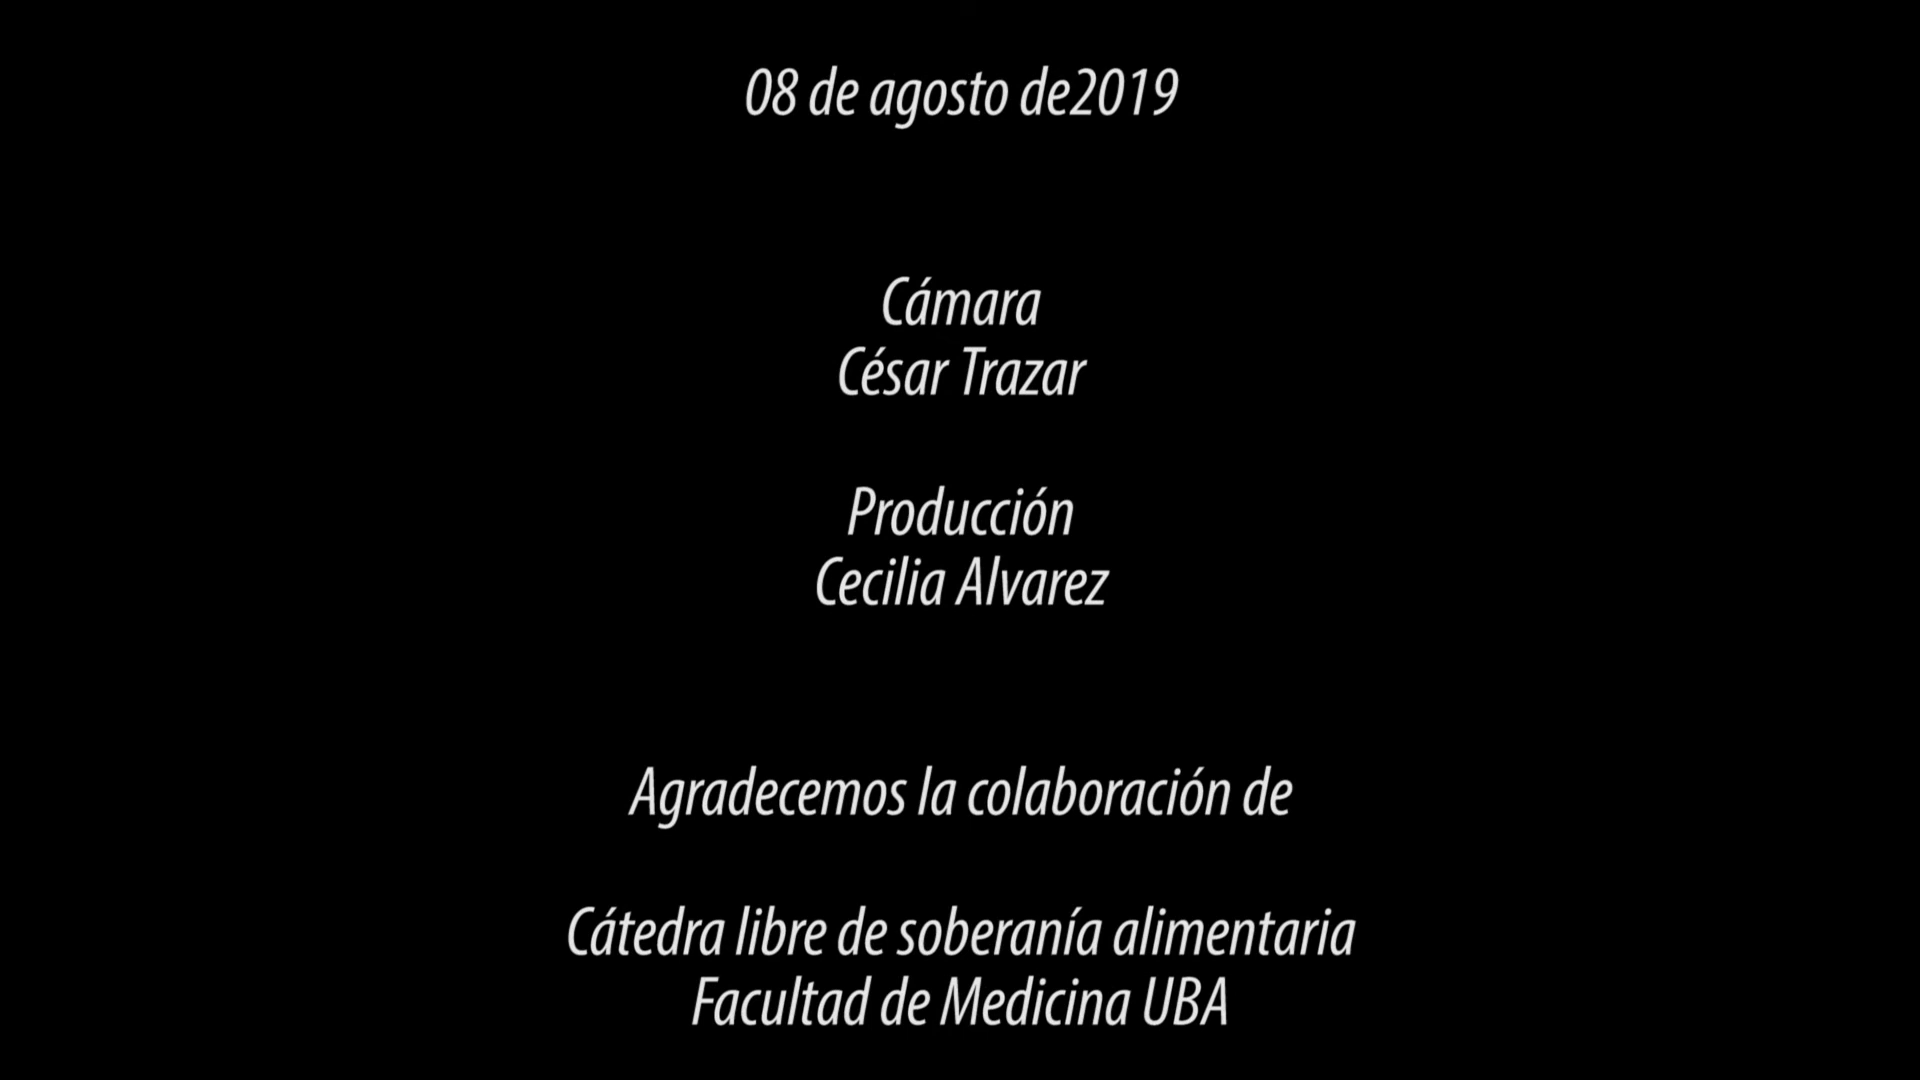 08 de agosto de2019
Cámara
César Trazar
Producción
Cecilia Alvarez
Agradecemos la colaboración de
Cátedra libre de soberanía alimentaria
Facultad de Medicina UBA